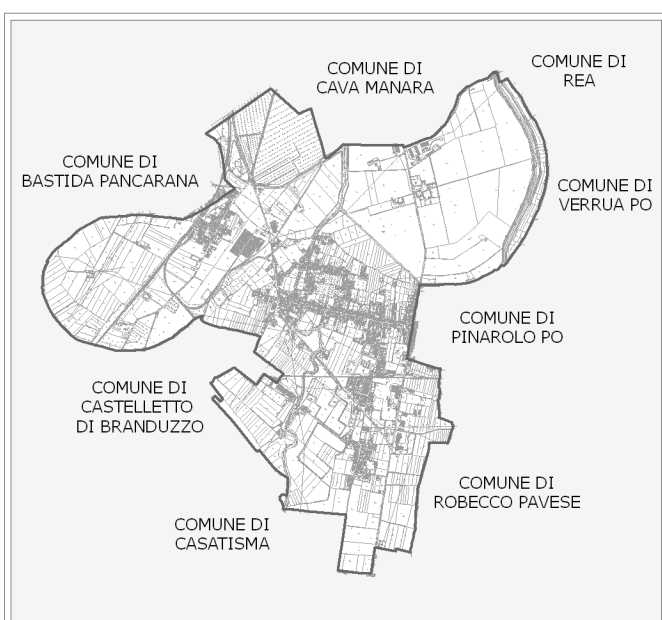 COMUNE DI
CAVA MANARA
COMUNE DI
REA
COMUNE DI
BASTIDA PANCARANA
COMUNE DI
VERRUA PO
COMUNE DI
PINAROLO PO
COMUNE DI
CASTELLETTO
DI BRANDUZZO
COMUNE DI
ROBECCO PAVESE
COMUNE DI
CASATISMA